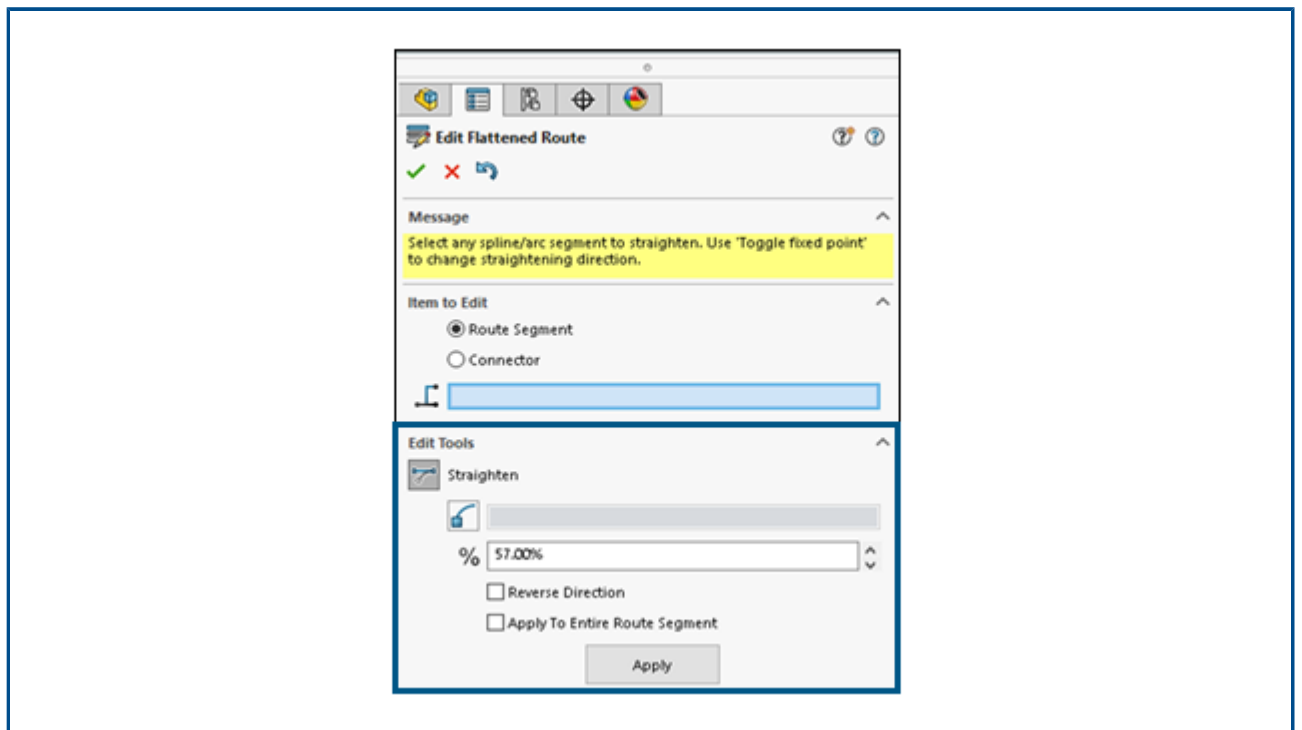 Edit Flattened Route
Message
Select any spline/arc segment to straighten. Use 'Toggle fixed point'
to change straightening direction.
Item to Edit
Route Segment
Connector
Edit Tools
Straighten
% 57.00%
Reverse Direction
Apply To Entire Route Segment
Apply